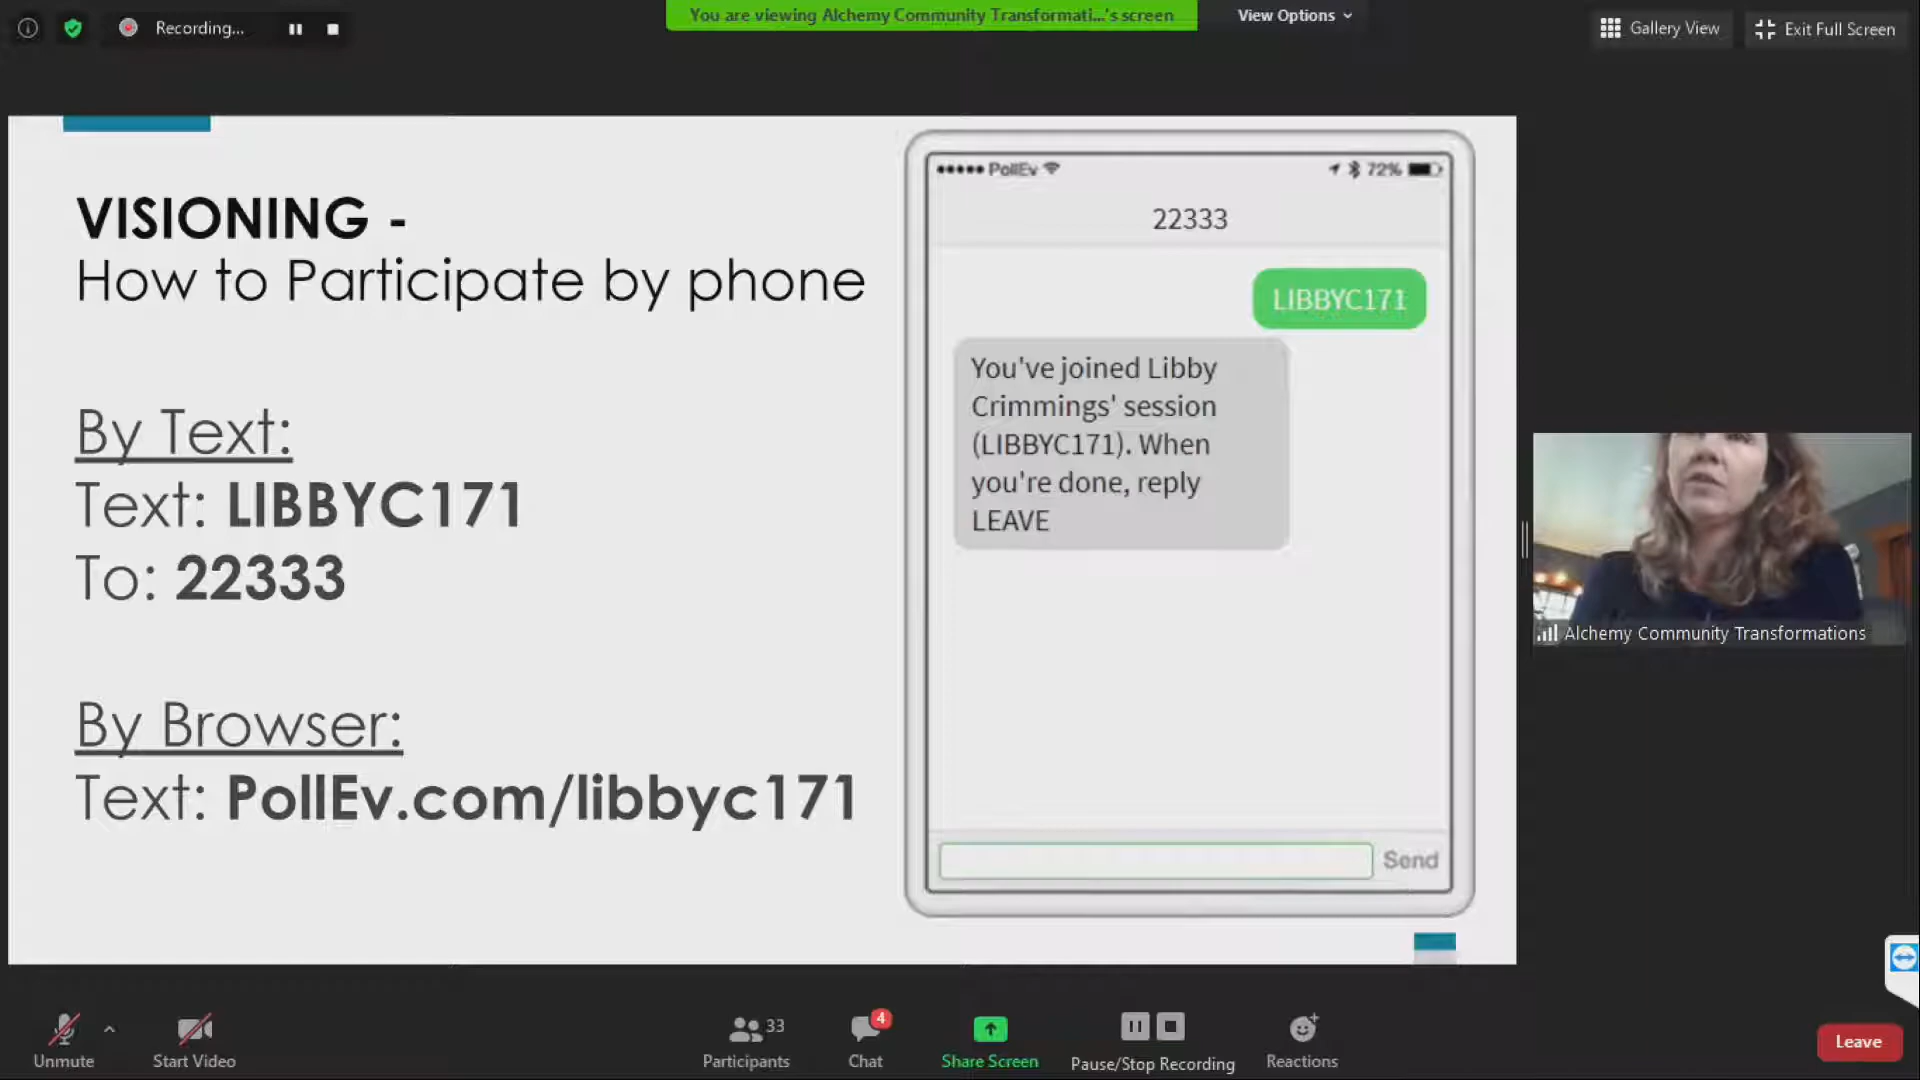 Recording...
You are viewing Alchemy Community Transformati...'s screen
View Options
Gallery View
Exit Full Screen
VISIONING -
How to Participate by phone
By Text:
Text: LIBBYC171
To: 22333
By Browser:
Text: PollEv.com/libbyc171
PollEv
72%
22333
LIBBYC171
You've joined Libby
Crimmings' session
(LIBBYC171). When
you're done, reply
LEAVE
Send
Alchemy Community Transformations
Unmute
Start Video
33
Participants
4
Chat
Share Screen
Pause/Stop Recording
Reactions
Leave